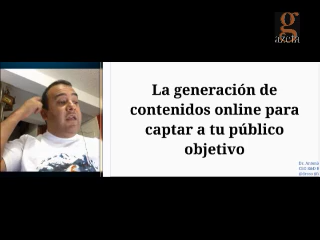 g
La generación de
contenidos online para
captar a tu público
objetivo